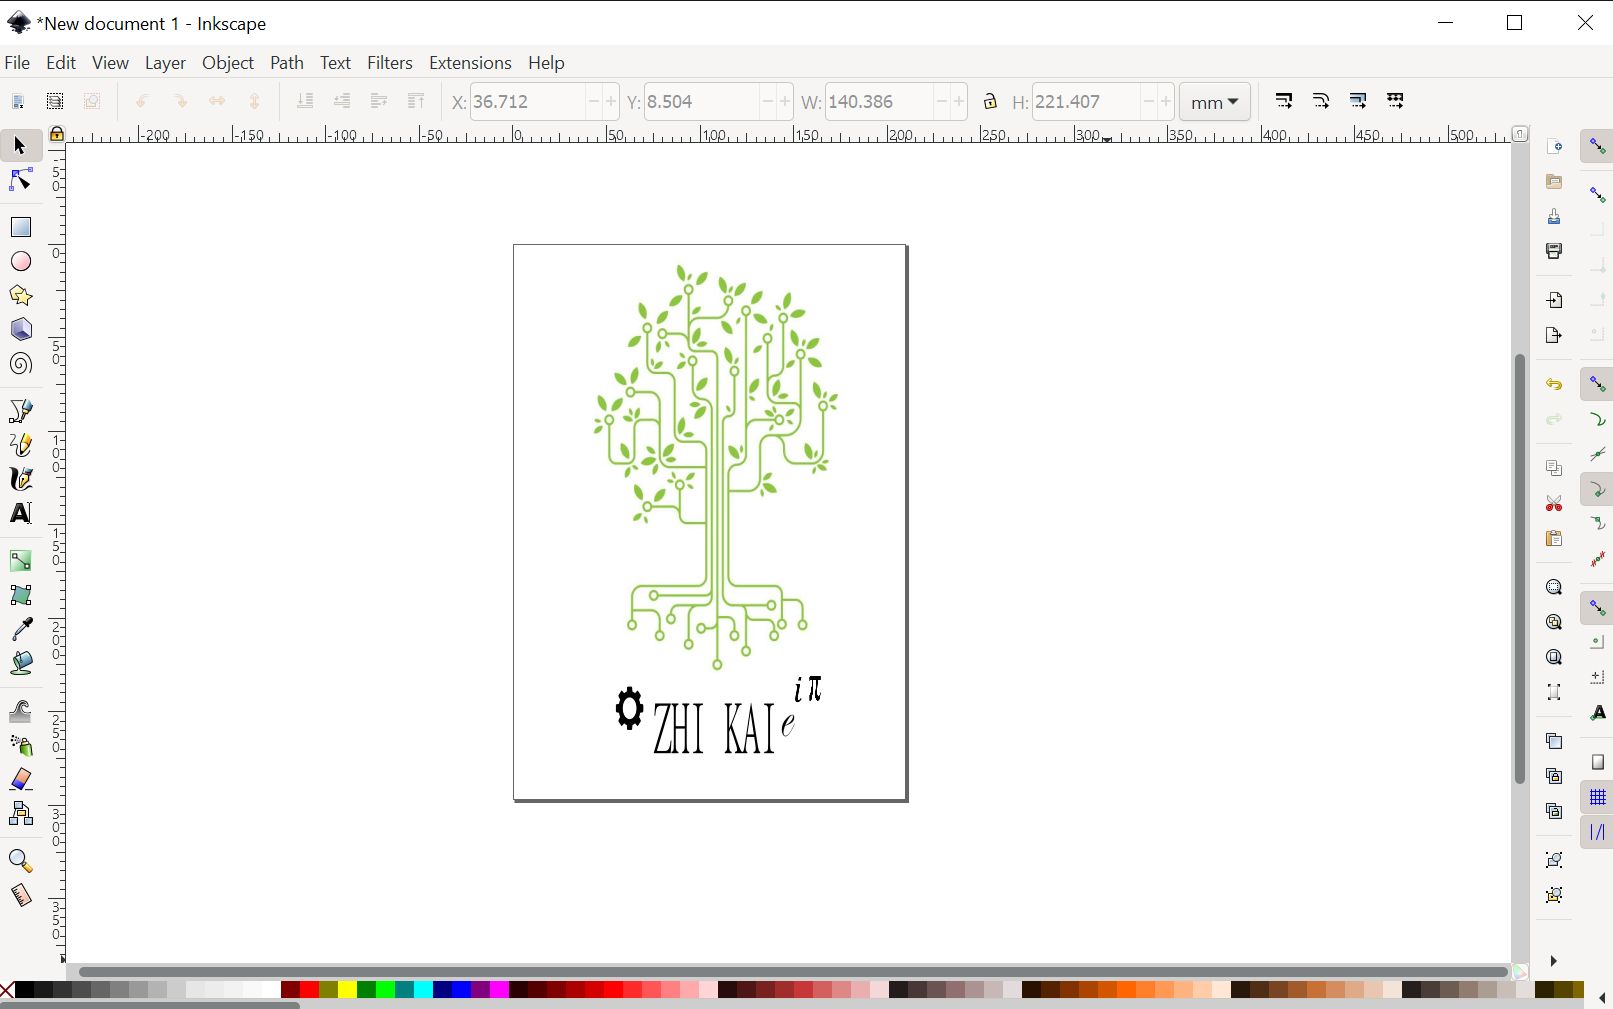 *New document 1 - Inkscape
File Edit View Layer Object Path Text Filters Extensions Help
X: 36.712 Y: 8.504 W: 140.386 H: 221.407 mm
-200 -150 -100 -50 0 50 100 150 200 250 300 350 400 450 500
50
0
50
100
150
200
250
300
350
ZHI KAI e i π